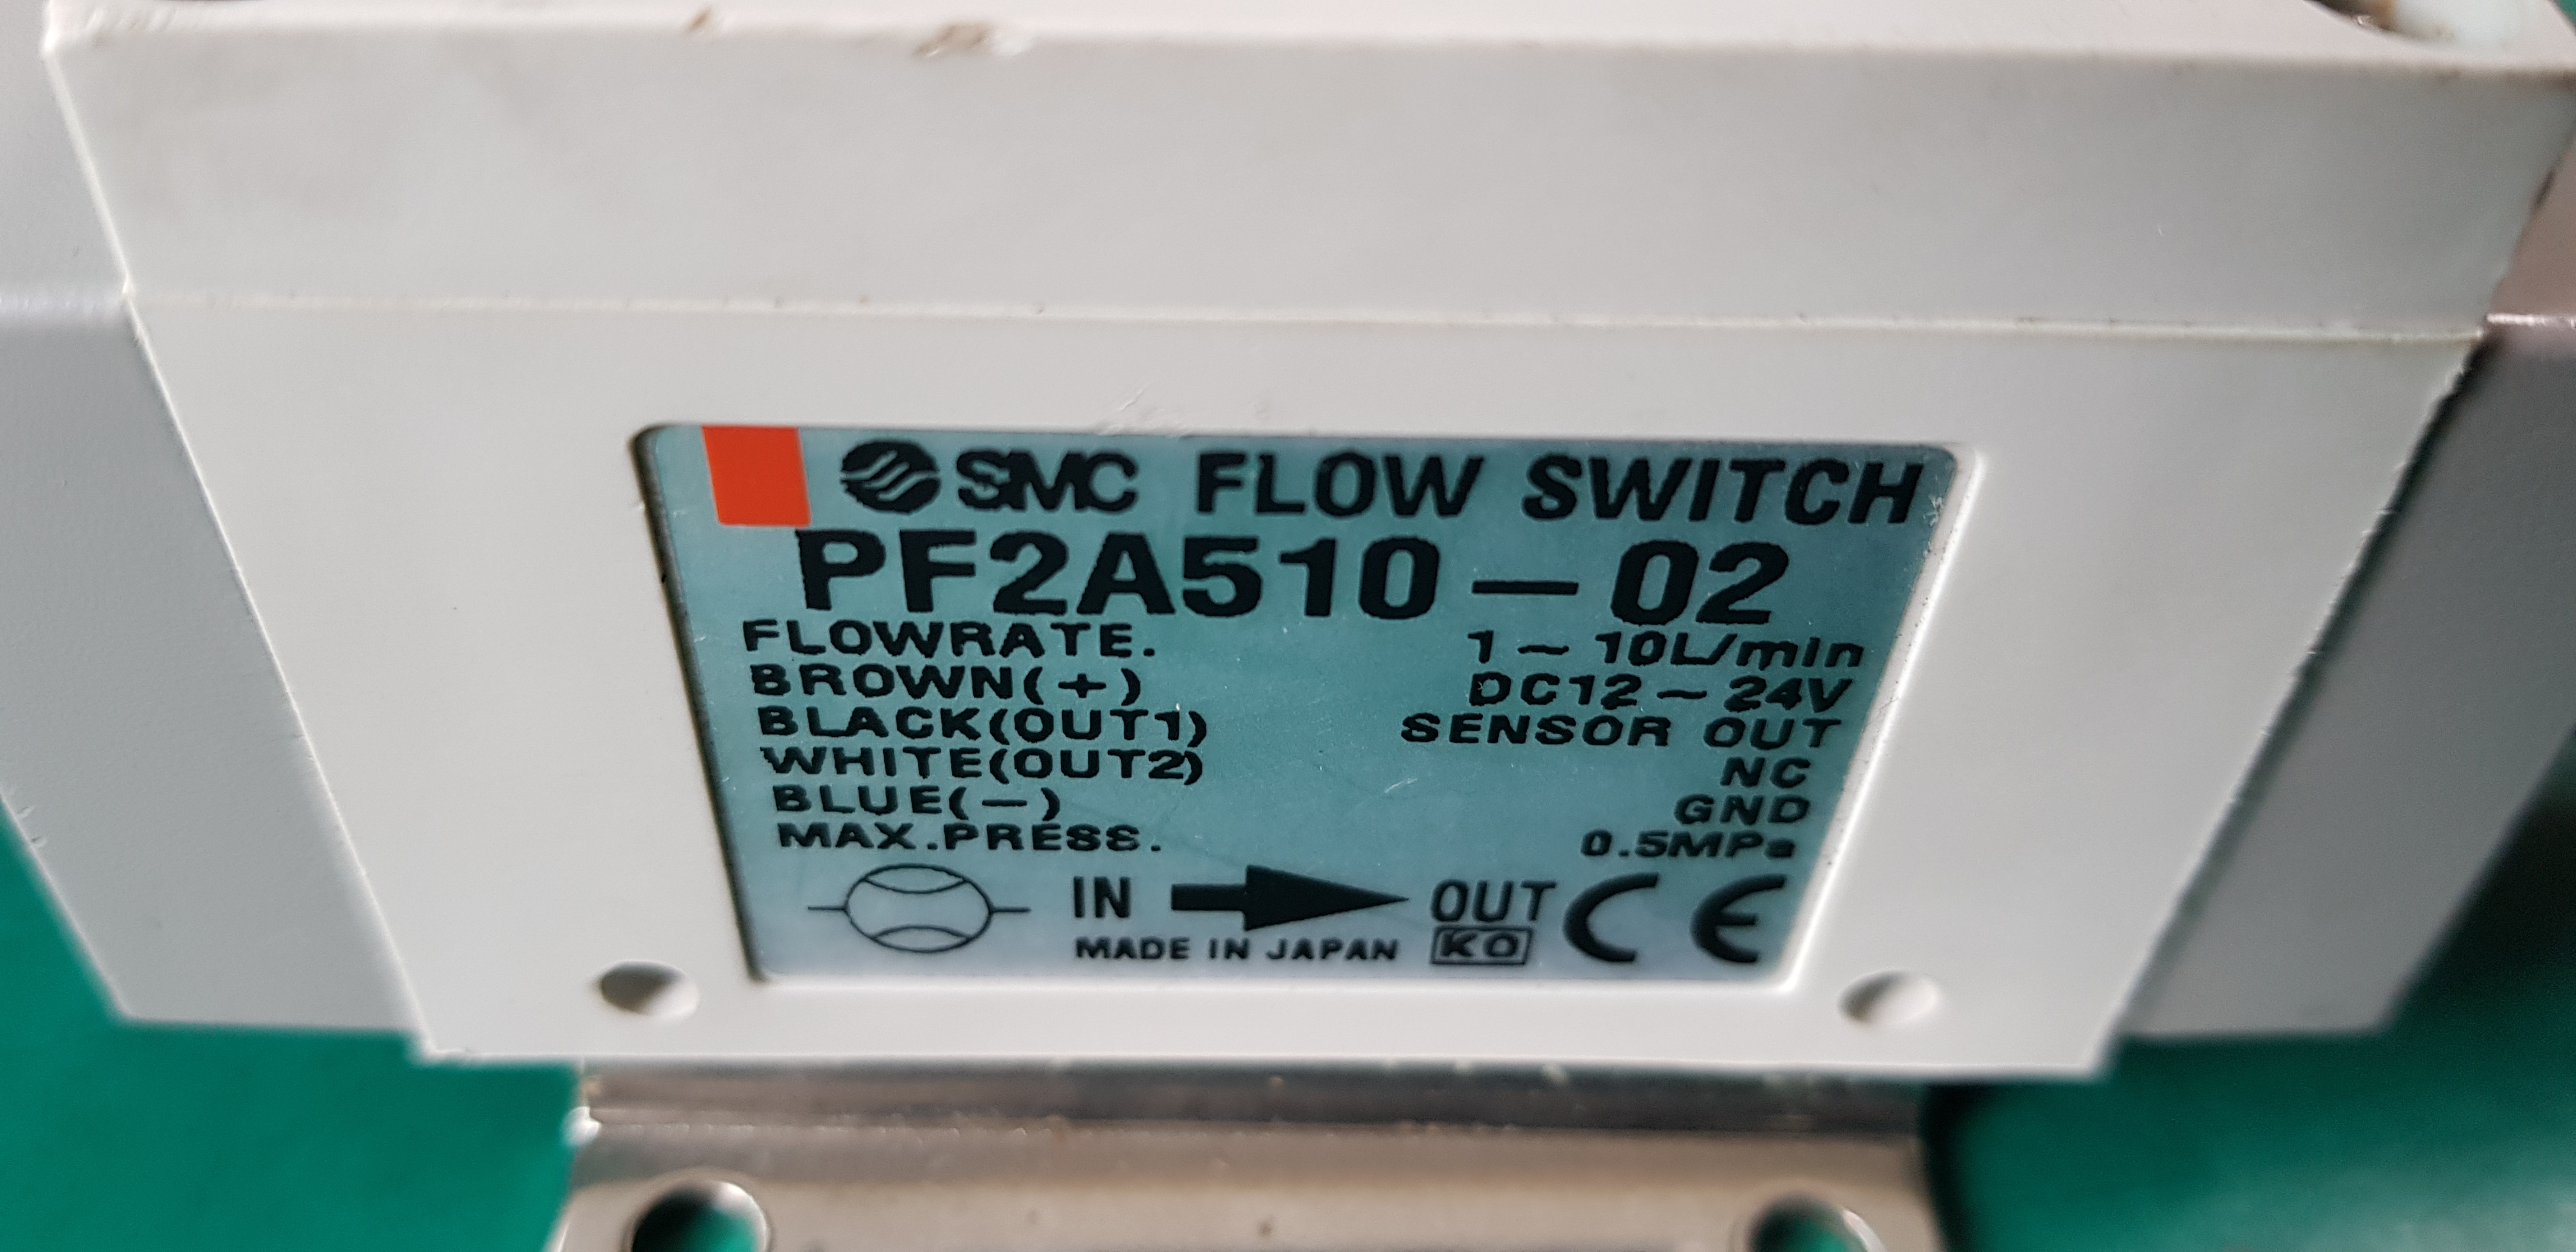 SMC FLOW SWITCH
PF2A510-02
FLOWRATE. 1~10L/min
BROWN(+) DC12~24V
BLACK(OUT1) SENSOR OUT
WHITE(OUT2) NC
BLUE(-) GND
MAX.PRESS. 0.5MPa
IN OUT CE
MADE IN JAPAN KO